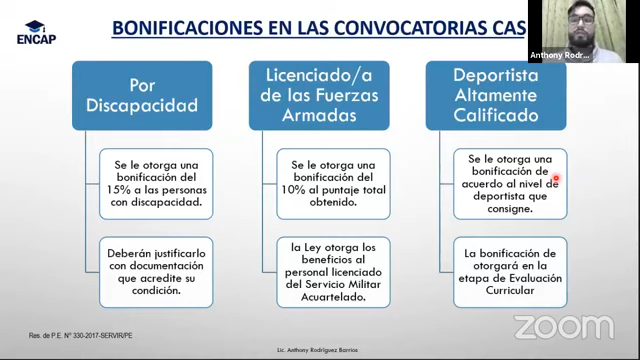 ENCAP
BONIFICACIONES EN LAS CONVOCATORIAS CAS
Anthony Rodr...
Por
Discapacidad
Se le otorga una
bonificación del
15% a las personas
con discapacidad.
Deberán justificarlo
con documentación
que acredite su
condición.
Licenciado/a
de las Fuerzas
Armadas
Se le otorga una
bonificación del
10% al puntaje total
obtenido.
la Ley otorga los
beneficios al
personal licenciado
del Servicio Militar
Acuartelado.
Deportista
Altamente
Calificado
Se le otorga una
bonificación de
acuerdo al nivel de
deportista que
consigne.
La bonificación de
otorgará en la
etapa de Evaluación
Curricular
Res. de P.E. N° 330-2017-SERVIR/PE
Lic. Anthony Rodríguez Barrios
zoom